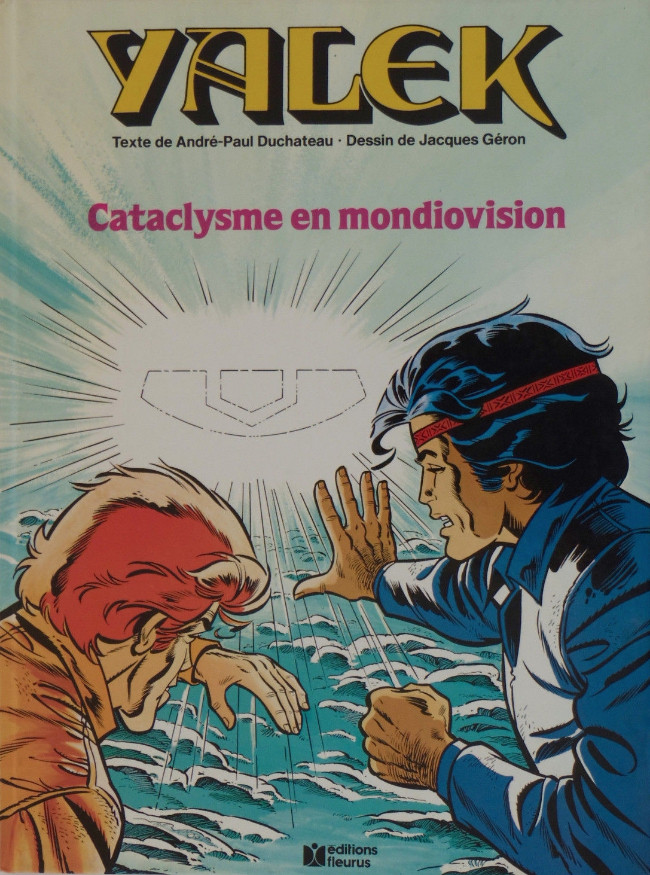 YALEK
Texte de André-Paul Duchateau · Dessin de Jacques Géron
Cataclysme en mondiovision
éditions
fleurus